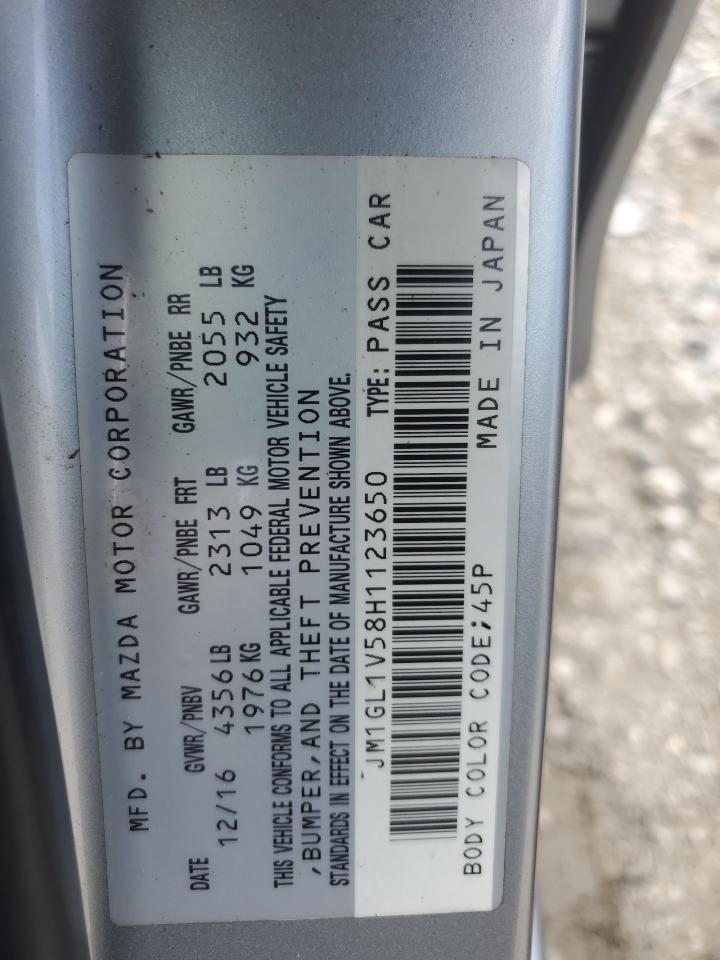 MFD. BY MAZDA MOTOR CORPORATION
DATE GVWR/PNBV GAWR/PNBE FRT GAWR/PNBE RR
12/16 4356LB 2313 LB 2055 LB
1976KG 1049 KG 932 KG
THIS VEHICLE CONFORMS TO ALL APPLICABLE FEDERAL MOTOR VEHICLE SAFETY
,BUMPER,AND THEFT PREVENTION
STANDARDS IN EFFECT ON THE DATE OF MANUFACTURE SHOWN ABOVE.
JM1GL1V58H1123650 TYPE: PASS CAR
BODY COLOR CODE;45P MADE IN JAPAN